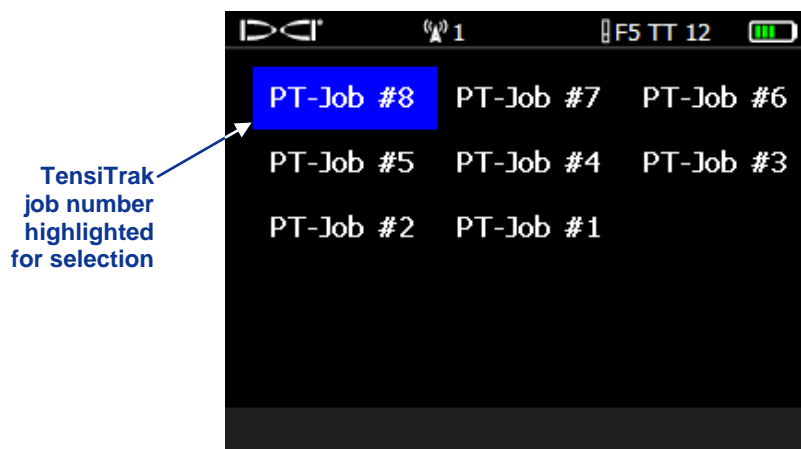 DCI 1 F5 TT 12
PT-Job #8 PT-Job #7 PT-Job #6
PT-Job #5 PT-Job #4 PT-Job #3
PT-Job #2 PT-Job #1
TensiTrak
job number
highlighted
for selection